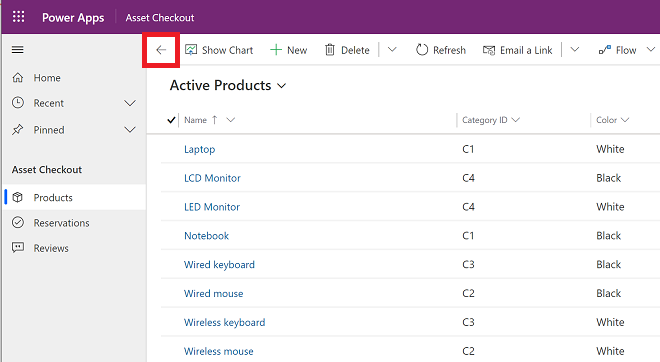 Power Apps Asset Checkout
Show Chart New Delete Refresh Email a Link Flow
Home
Recent
Pinned
Asset Checkout
Products
Reservations
Reviews
Active Products
Name Category ID Color
Laptop C1 White
LCD Monitor C4 Black
LED Monitor C4 White
Notebook C1 Black
Wired keyboard C3 Black
Wired mouse C2 Black
Wireless keyboard C3 White
Wireless mouse C2 White